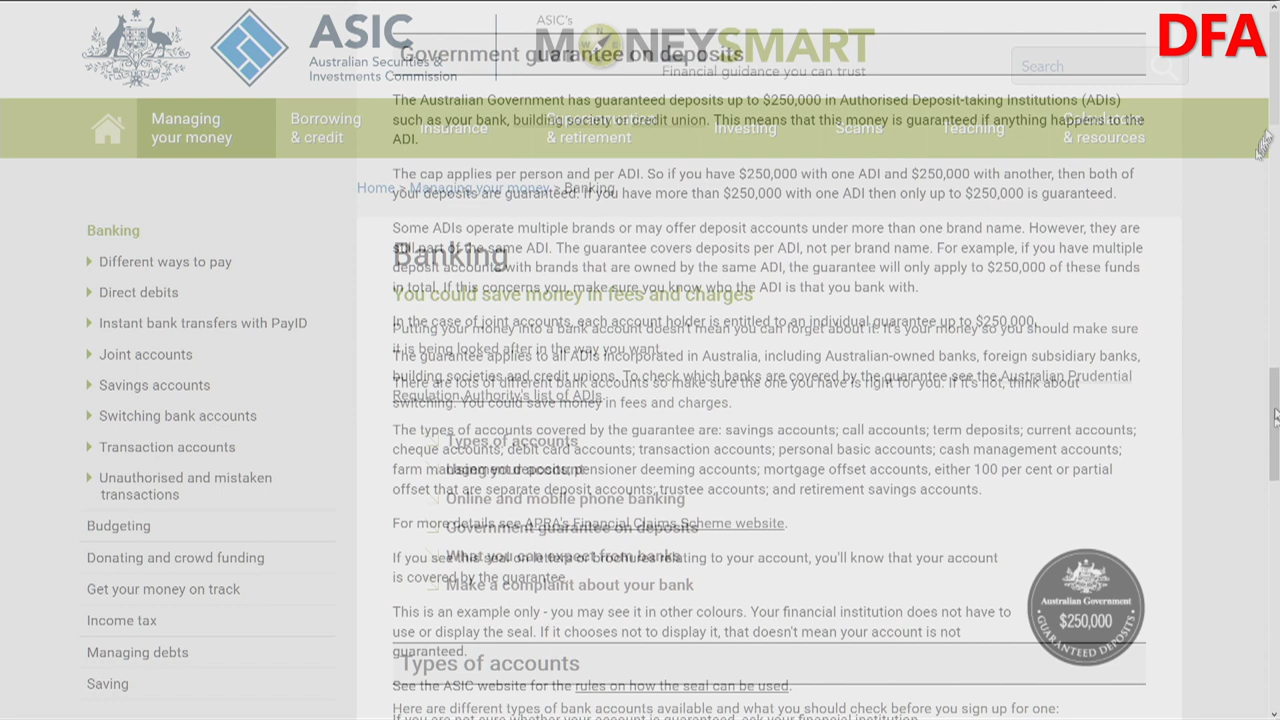 DFA
ASIC
Australian Securities &
Investments Commission
ASIC's
MONEYSMART
Financial guidance you can trust
Search
Managing
your money
Borrowing
& credit
Insurance
& retirement
Investing
Scams
Teaching
& resources
Home > Managing your money > Banking
Banking
Different ways to pay
Direct debits
Instant bank transfers with PayID
Joint accounts
Savings accounts
Switching bank accounts
Transaction accounts
Unauthorised and mistaken
transactions
Budgeting
Donating and crowd funding
Get your money on track
Income tax
Managing debts
Saving
Banking
You could save money in fees and charges
Putting your money into a bank account doesn't mean you can forget about it. It's your money so you should make sure
it is being looked after in the way you want.
There are lots of different bank accounts so make sure the one you have is right for you. If it's not, think about
switching. You could save money in fees and charges.
Types of accounts
Using your account
Online and mobile phone banking
Government guarantee on deposits
What you can expect from banks
Make a complaint about your bank
Types of accounts
Here are different types of bank accounts available and what you should check before you sign up for one:
Government guarantee on deposits
The Australian Government has guaranteed deposits up to $250,000 in Authorised Deposit-taking Institutions (ADIs)
such as your bank, building society or credit union. This means that this money is guaranteed if anything happens to the
ADI.
The cap applies per person and per ADI. So if you have $250,000 with one ADI and $250,000 with another, then both of
your deposits are guaranteed. If you have more than $250,000 with one ADI then only up to $250,000 is guaranteed.
Some ADIs operate multiple brands or may offer deposit accounts under more than one brand name. However, they are
still part of the same ADI. The guarantee covers deposits per ADI, not per brand name. For example, if you have multiple
deposit accounts with brands that are owned by the same ADI, the guarantee will only apply to $250,000 of these funds
in total. If this concerns you, make sure you know who the ADI is that you bank with.
In the case of joint accounts, each account holder is entitled to an individual guarantee up to $250,000.
The guarantee applies to all ADIs incorporated in Australia, including Australian-owned banks, foreign subsidiary banks,
building societies and credit unions. To check which banks are covered by the guarantee see the Australian Prudential
Regulation Authority's list of ADIs.
The types of accounts covered by the guarantee are: savings accounts; call accounts; term deposits; current accounts;
cheque accounts; debit card accounts; transaction accounts; personal basic accounts; cash management accounts;
farm management deposits; pensioner deeming accounts; mortgage offset accounts, either 100 per cent or partial
offset that are separate deposit accounts; trustee accounts; and retirement savings accounts.
For more details see APRA's Financial Claims Scheme website.
If you see this seal on letters or brochures relating to your account, you'll know that your account
is covered by the guarantee.
This is an example only - you may see it in other colours. Your financial institution does not have to
use or display the seal. If it chooses not to display it, that doesn't mean your account is not
guaranteed.
See the ASIC website for the rules on how the seal can be used.
If you are not sure whether your account is guaranteed, ask your financial institution.
Australian Government
$250,000
GUARANTEED DEPOSITS